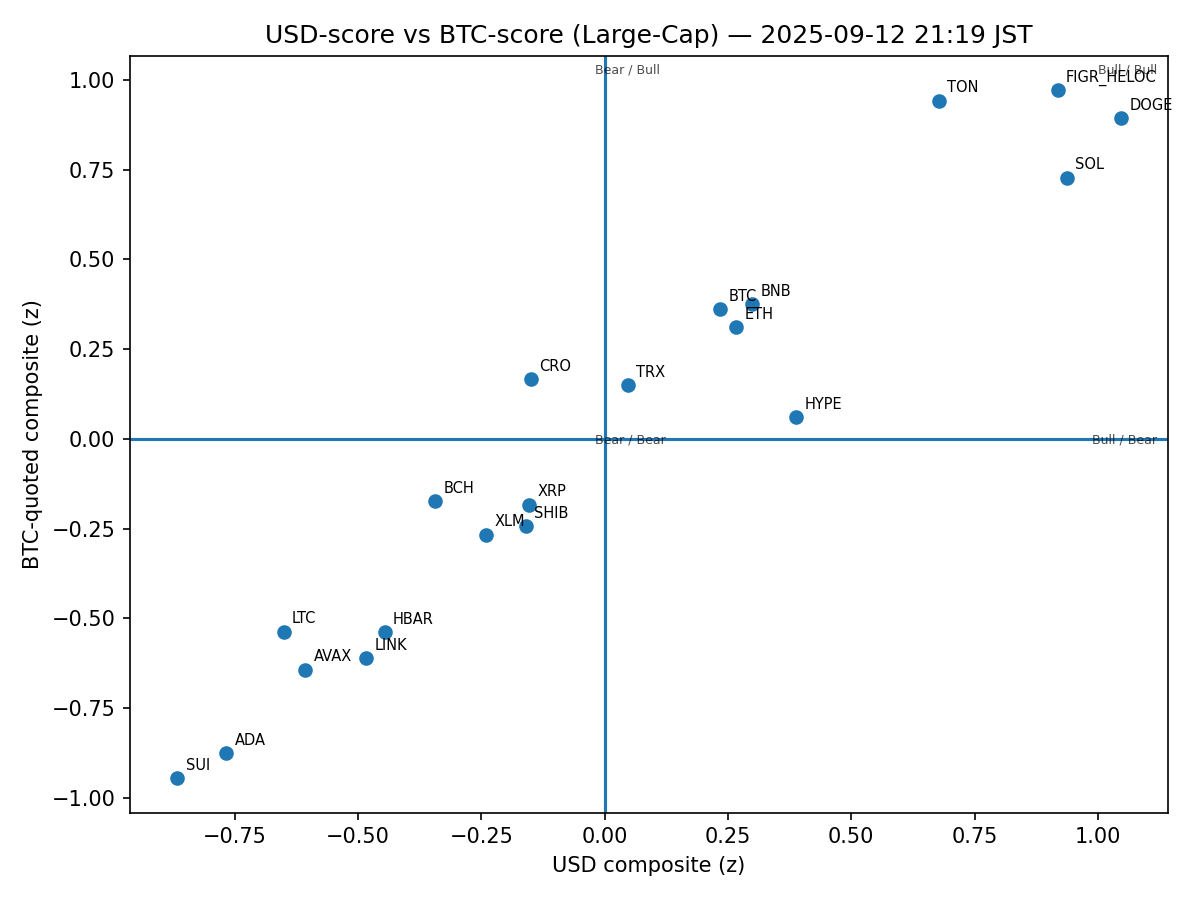 USD-score vs BTC-score (Large-Cap) — 2025-09-12 21:19 JST
Bear / Bull
Bull / Bull
FIGR_HELOC
TON
DOGE
SOL
BNB
BTC
ETH
CRO
TRX
HYPE
Bear / Bear
Bull / Bear
BCH
XRP
SHIB
XLM
LTC
HBAR
LINK
AVAX
ADA
SUI
1.00
0.75
0.50
0.25
0.00
−0.25
−0.50
−0.75
−1.00
BTC-quoted composite (z)
−0.75
−0.50
−0.25
0.00
0.25
0.50
0.75
1.00
USD composite (z)